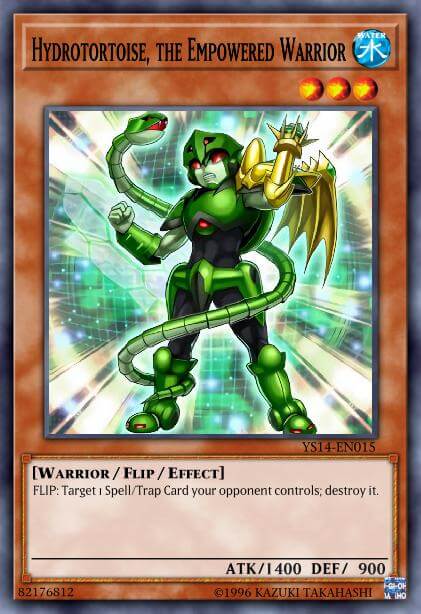 HYDROTORTOISE, THE EMPOWERED WARRIOR
WATER
水
YS14-EN015
[WARRIOR / FLIP / EFFECT]
FLIP: Target 1 Spell/Trap Card your opponent controls; destroy it.
ATK/1400 DEF/ 900
82176812 ©1996 KAZUKI TAKAHASHI